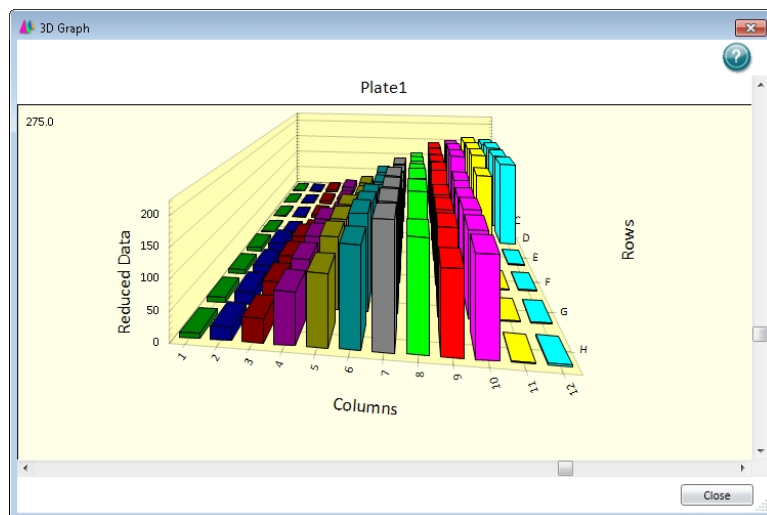 3D Graph
Plate1
275.0
200
150
100
50
0
Reduced Data
1 2 3 4 5 6 7 8 9 10 11 12
Columns
C
D
E
F
G
H
Rows
Close